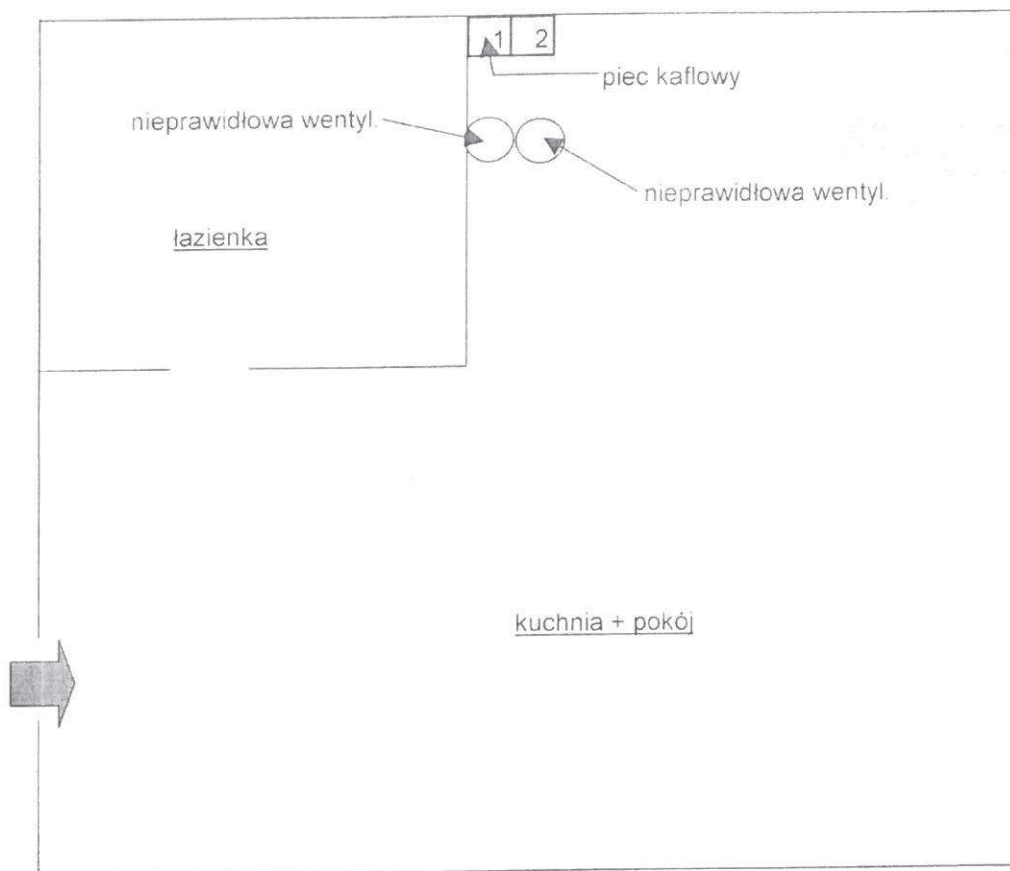 1 2
piec kaflowy
nieprawidłowa wentyl.
nieprawidłowa wentyl.
łazienka
kuchnia + pokój